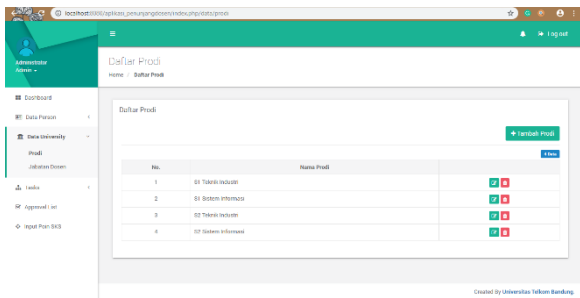 localhost:8080/aplikasi_penunjangdosen/index.php/data/prodi
Log out
Administrator
Admin
Daftar Prodi
Home / Daftar Prodi
Dashboard
Data Person
Data University
Prodi
Jabatan Dosen
Tasks
Approval List
Input Poin SKS
Daftar Prodi
+ Tambah Prodi
+ Data
No. Nama Prodi
1 S1 Teknik Industri
2 S1 Sistem Informasi
3 S2 Teknik Industri
4 S2 Sistem Informasi
Created By Universitas Telkom Bandung.